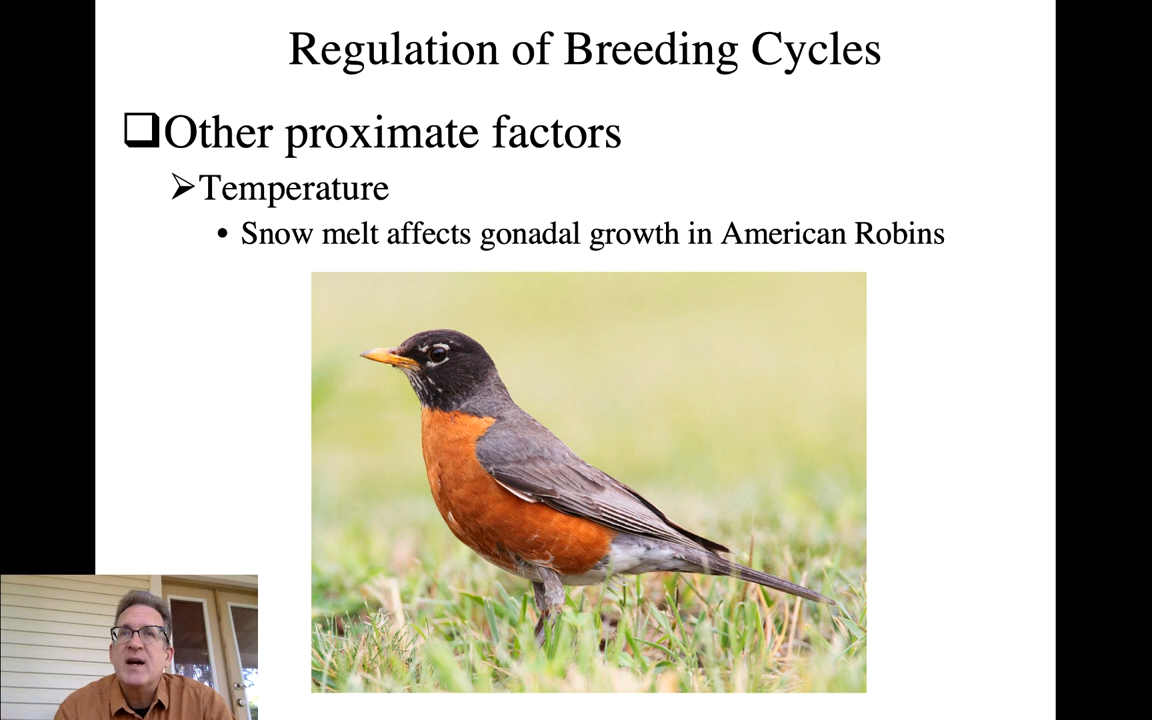 Regulation of Breeding Cycles
Other proximate factors
Temperature
Snow melt affects gonadal growth in American Robins